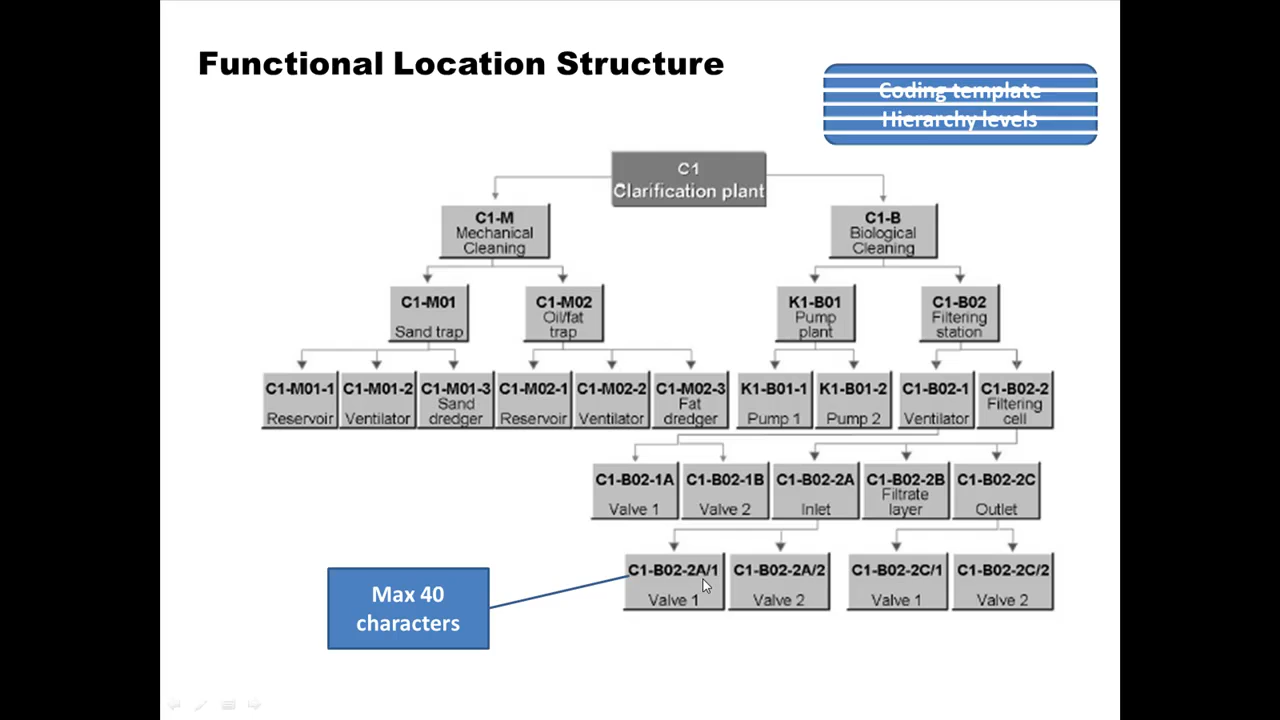 Functional Location Structure
Coding template
Hierarchy levels
C1
Clarification plant
C1-M
Mechanical
Cleaning
C1-B
Biological
Cleaning
C1-M01
Sand trap
C1-M02
Oil/fat
trap
K1-B01
Pump
plant
C1-B02
Filtering
station
C1-M01-1
Reservoir
C1-M01-2
Ventilator
C1-M01-3
Sand
dredger
C1-M02-1
Reservoir
C1-M02-2
Ventilator
C1-M02-3
Fat
dredger
K1-B01-1
Pump 1
K1-B01-2
Pump 2
C1-B02-1
Ventilator
C1-B02-2
Filtering
cell
C1-B02-1A
Valve 1
C1-B02-1B
Valve 2
C1-B02-2A
Inlet
C1-B02-2B
Filtrate
layer
C1-B02-2C
Outlet
C1-B02-2A/1
Valve 1
C1-B02-2A/2
Valve 2
C1-B02-2C/1
Valve 1
C1-B02-2C/2
Valve 2
Max 40
characters